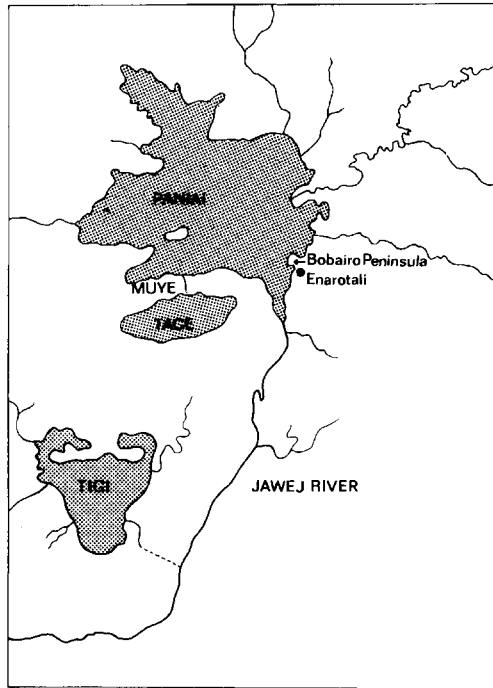 PANIAI
Bobairo Peninsula
Enarotali
MUYE
TAGE
TIGI
JAWEJ RIVER